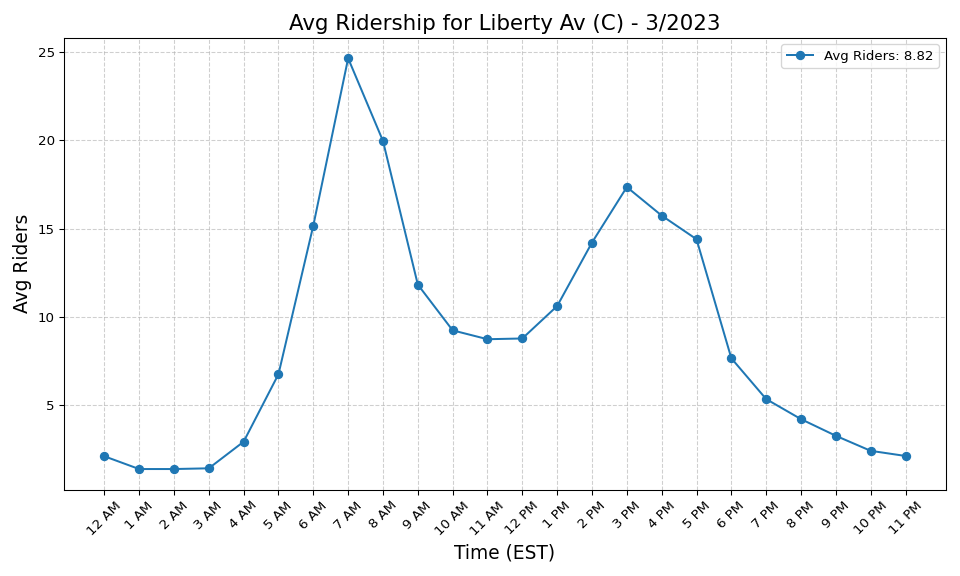 Avg Ridership for Liberty Av (C) - 3/2023
Avg Riders: 8.82
25
20
15
10
5
Avg Riders
12 AM
1 AM
2 AM
3 AM
4 AM
5 AM
6 AM
7 AM
8 AM
9 AM
10 AM
11 AM
12 PM
1 PM
2 PM
3 PM
4 PM
5 PM
6 PM
7 PM
8 PM
9 PM
10 PM
11 PM
Time (EST)